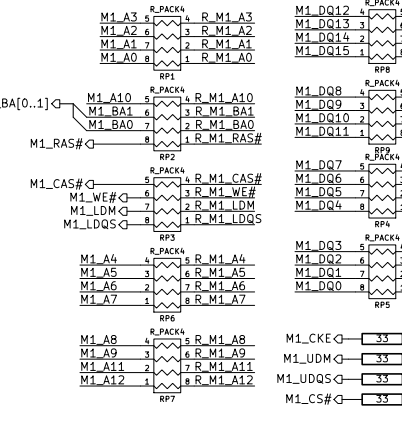 R_PACK4
M1_A3 5 4 R_M1_A3
M1_A2 6 3 R_M1_A2
M1_A1 7 2 R_M1_A1
M1_A0 8 1 R_M1_A0
RP1
R_PACK4
_BA[0..1]
M1_A10 5 4 R_M1_A10
M1_BA1 6 3 R_M1_BA1
M1_BA0 7 2 R_M1_BA0
M1_RAS# 8 1 R_M1_RAS#
RP2
R_PACK4
M1_CAS# 5 4 R_M1_CAS#
M1_WE# 6 3 R_M1_WE#
M1_LDM 7 2 R_M1_LDM
M1_LDQS 8 1 R_M1_LDQS
RP3
R_PACK4
M1_A4 4 5 R_M1_A4
M1_A5 3 6 R_M1_A5
M1_A6 2 7 R_M1_A6
M1_A7 1 8 R_M1_A7
RP6
R_PACK4
M1_A8 4 5 R_M1_A8
M1_A9 3 6 R_M1_A9
M1_A11 2 7 R_M1_A11
M1_A12 1 8 R_M1_A12
RP7
R_PACK4
M1_DQ12 4
M1_DQ13 3
M1_DQ14 2
M1_DQ15 1
RP8
R_PACK4
M1_DQ8 4
M1_DQ9 3
M1_DQ10 2
M1_DQ11 1
RP9
R_PACK4
M1_DQ7 5
M1_DQ6 6
M1_DQ5 7
M1_DQ4 8
RP4
R_PACK4
M1_DQ3 5
M1_DQ2 6
M1_DQ1 7
M1_DQ0 8
RP5
M1_CKE 33
M1_UDM 33
M1_UDQS 33
M1_CS# 33